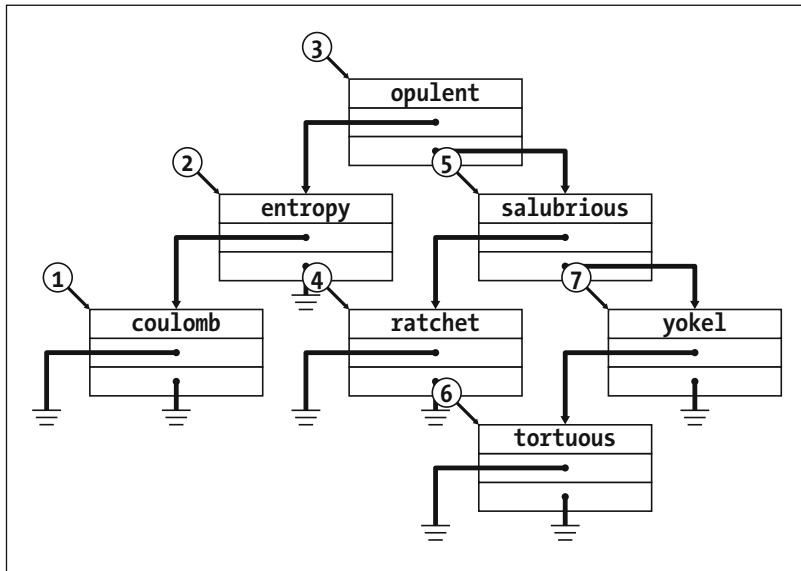 3
opulent
2
5
entropy
salubrious
1
4
7
coulomb
ratchet
yokel
6
tortuous